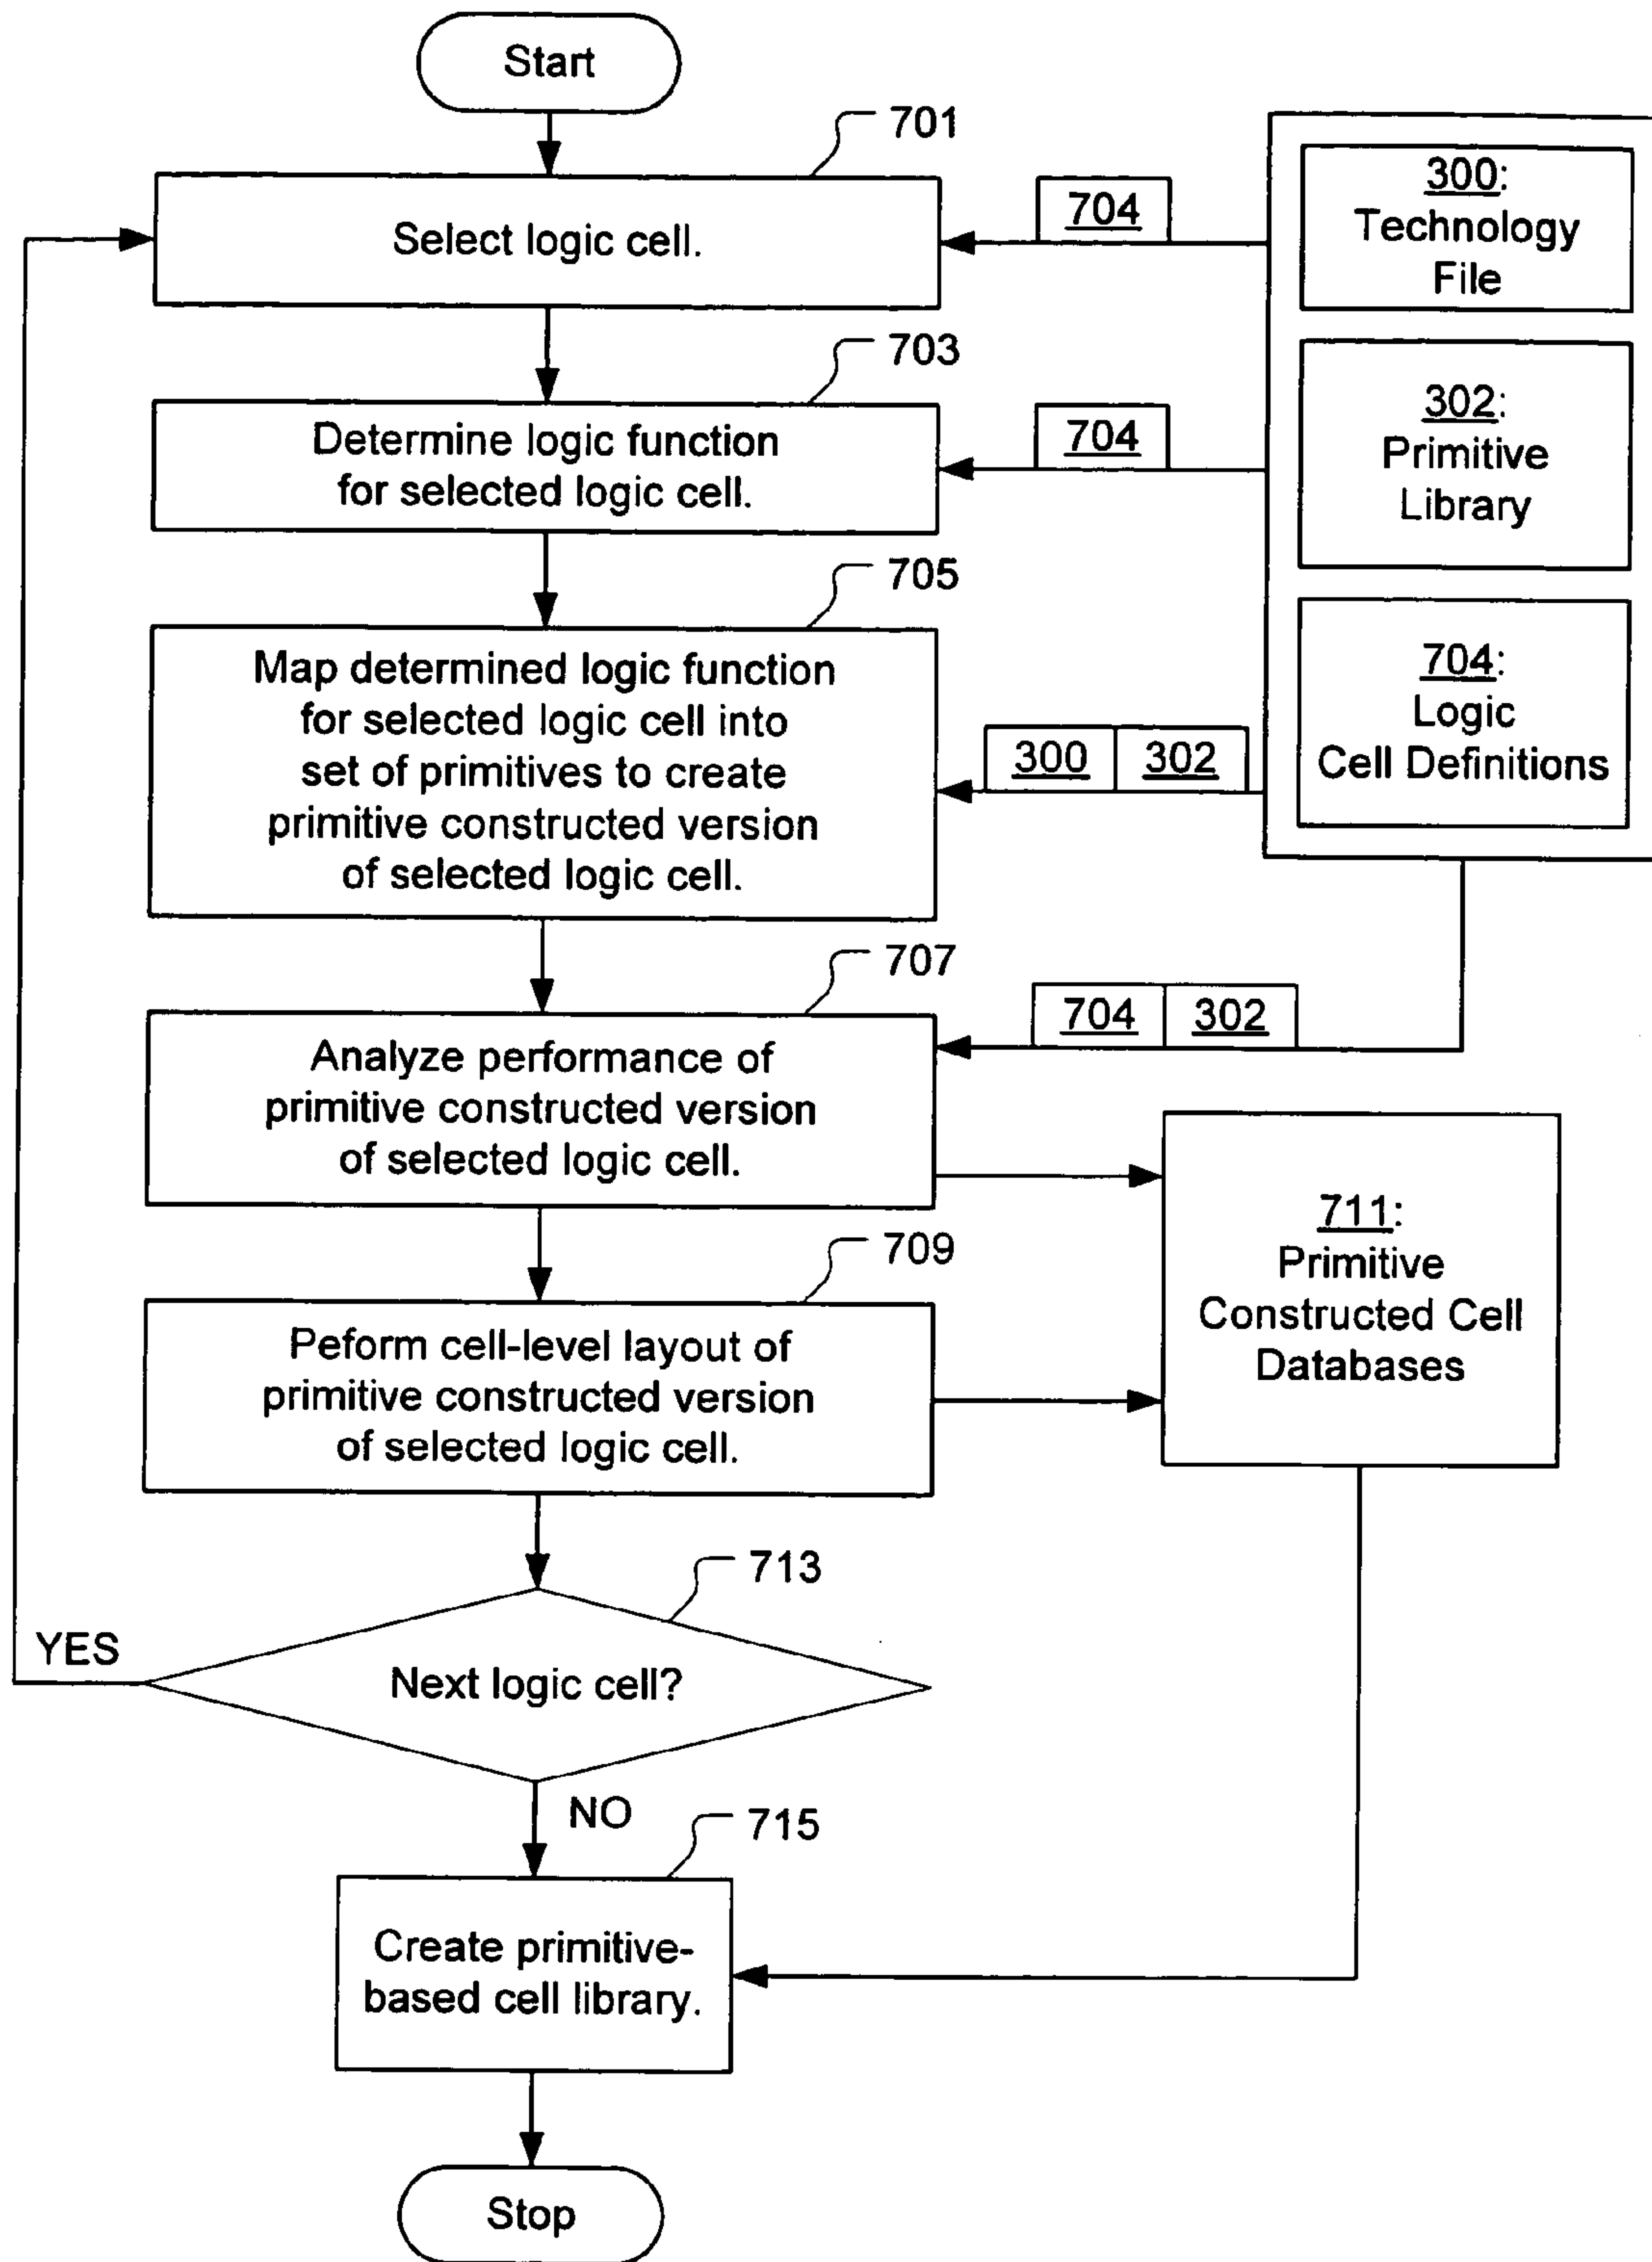 Start
701
Select logic cell.
704
300:
Technology
File
703
Determine logic function
for selected logic cell.
704
302:
Primitive
Library
705
Map determined logic function
for selected logic cell into
set of primitives to create
primitive constructed version
of selected logic cell.
300 302
704:
Logic
Cell Definitions
707
Analyze performance of
primitive constructed version
of selected logic cell.
704 302
709
Peform cell-level layout of
primitive constructed version
of selected logic cell.
711:
Primitive
Constructed Cell
Databases
713
Next logic cell?
YES
NO
715
Create primitive-
based cell library.
Stop